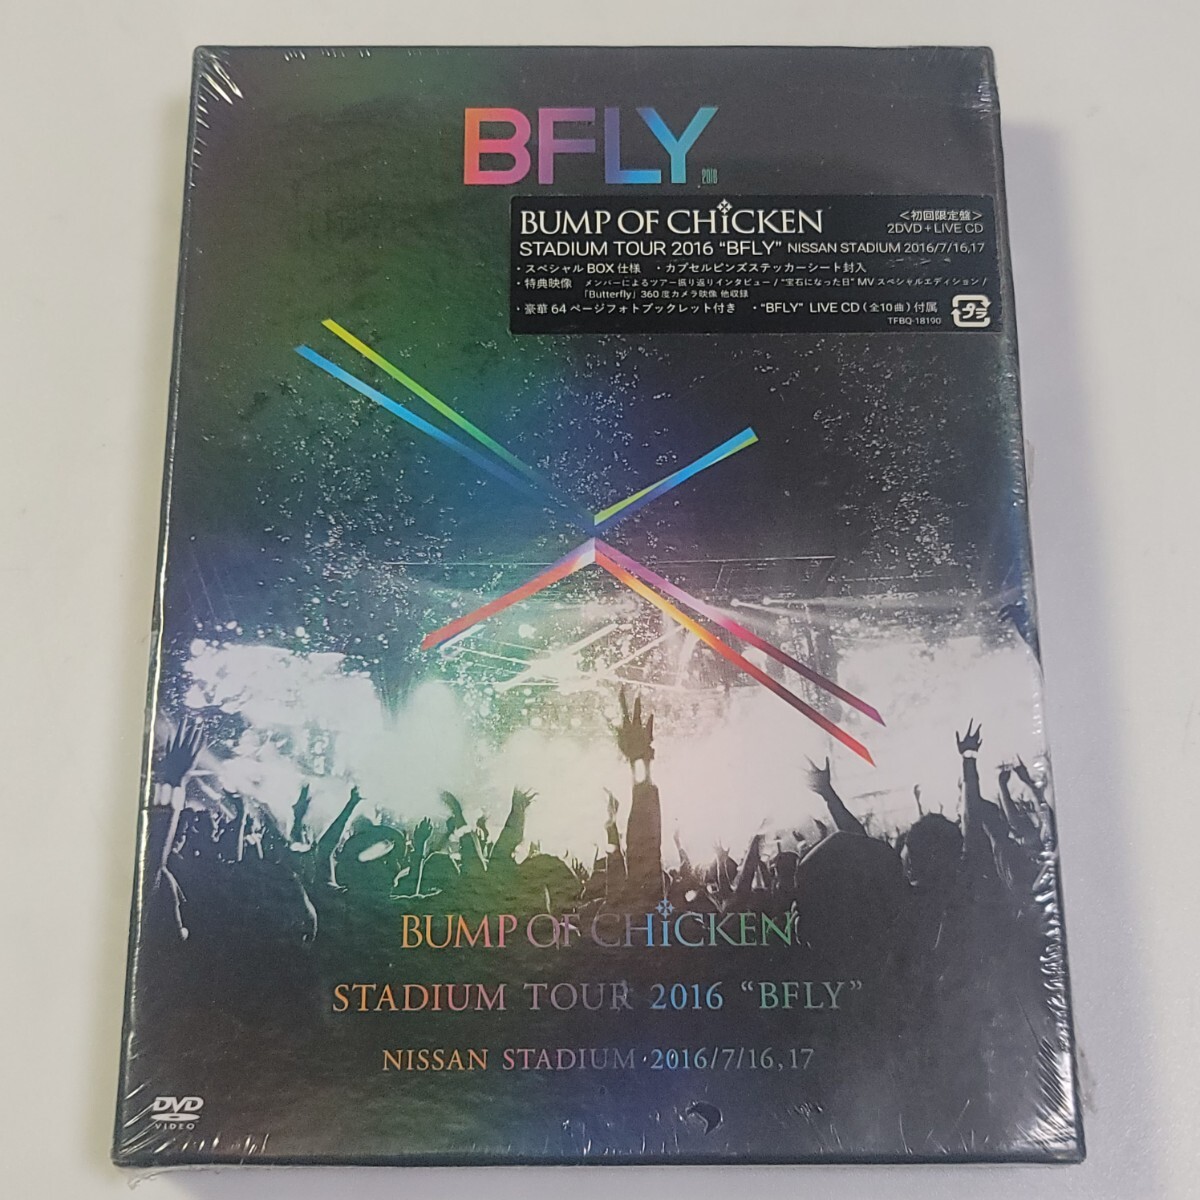 BFLY
2016
BUMP OF CHiCKEN
<初回限定盤>
2DVD+LIVE CD
STADIUM TOUR 2016 “BFLY” NISSAN STADIUM 2016/7/16,17
・スペシャルBOX仕様 ・カプセルピンズステッカーシート封入
・特典映像 メンバーによるツアー振り返りインタビュー / “宝石になった日” MV スペシャルエディション /
「Butterfly」360度カメラ映像 他収録
・豪華64ページフォトブックレット付き ・“BFLY” LIVE CD(全10曲)付属
TFBQ-18190
プラ
BUMP OF CHiCKEN
STADIUM TOUR 2016 “BFLY”
NISSAN STADIUM 2016/7/16,17
DVD
VIDEO